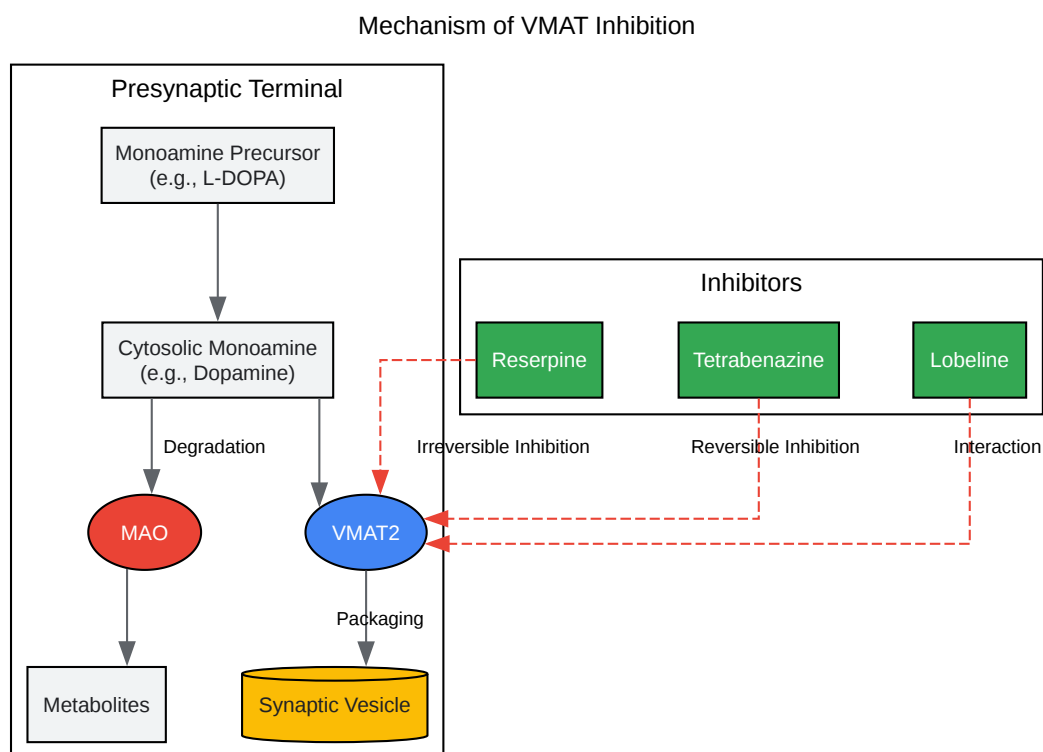 Mechanism of VMAT Inhibition
Presynaptic Terminal
Monoamine Precursor
(e.g., L-DOPA)
Inhibitors
Cytosolic Monoamine
(e.g., Dopamine)
Reserpine
Tetrabenazine
Lobeline
Degradation
Irreversible Inhibition
Reversible Inhibition
Interaction
MAO
VMAT2
Packaging
Metabolites
Synaptic Vesicle